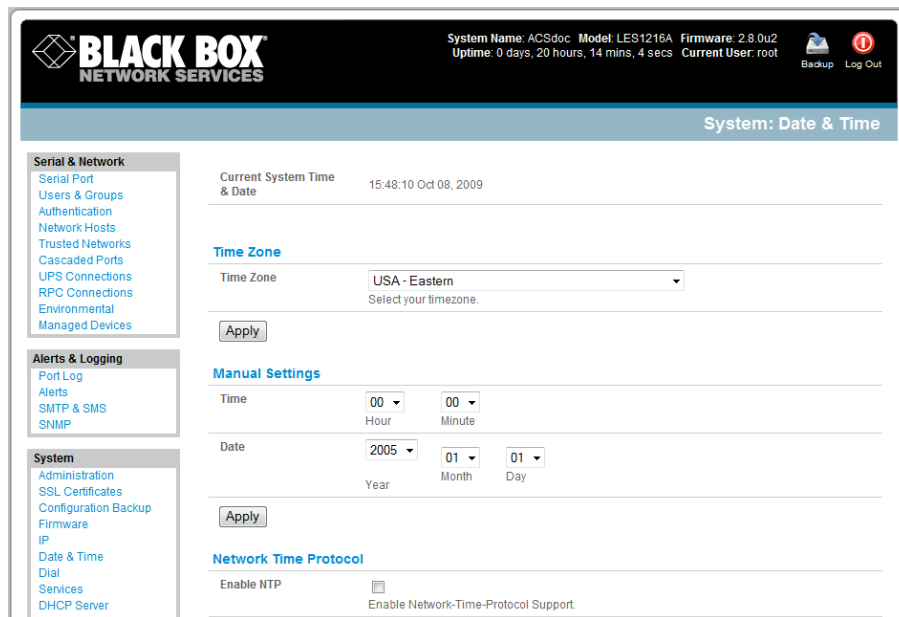 BLACK BOX
NETWORK SERVICES
System Name: ACSdoc Model: LES1216A Firmware: 2.8.0u2
Uptime: 0 days, 20 hours, 14 mins, 4 secs Current User: root
Backup
Log Out
System: Date & Time
Serial & Network
Serial Port
Users & Groups
Authentication
Network Hosts
Trusted Networks
Cascaded Ports
UPS Connections
RPC Connections
Environmental
Managed Devices
Alerts & Logging
Port Log
Alerts
SMTP & SMS
SNMP
System
Administration
SSL Certificates
Configuration Backup
Firmware
IP
Date & Time
Dial
Services
DHCP Server
Current System Time
& Date
15:48:10 Oct 08, 2009
Time Zone
Time Zone
USA - Eastern
Select your timezone.
Apply
Manual Settings
Time
00 00
Hour Minute
Date
2005 01 01
Year Month Day
Apply
Network Time Protocol
Enable NTP
Enable Network-Time-Protocol Support.